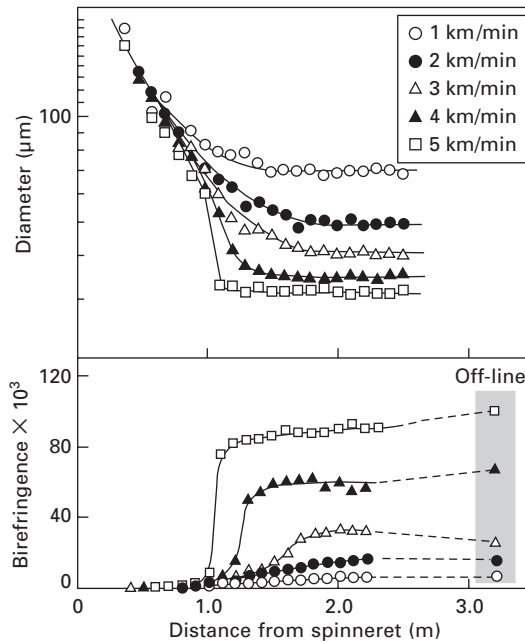 1 km/min
2 km/min
3 km/min
4 km/min
5 km/min
100
Diameter (μm)
Off-line
120
80
40
0
Birefringence × 10³
0
1.0
2.0
3.0
Distance from spinneret (m)